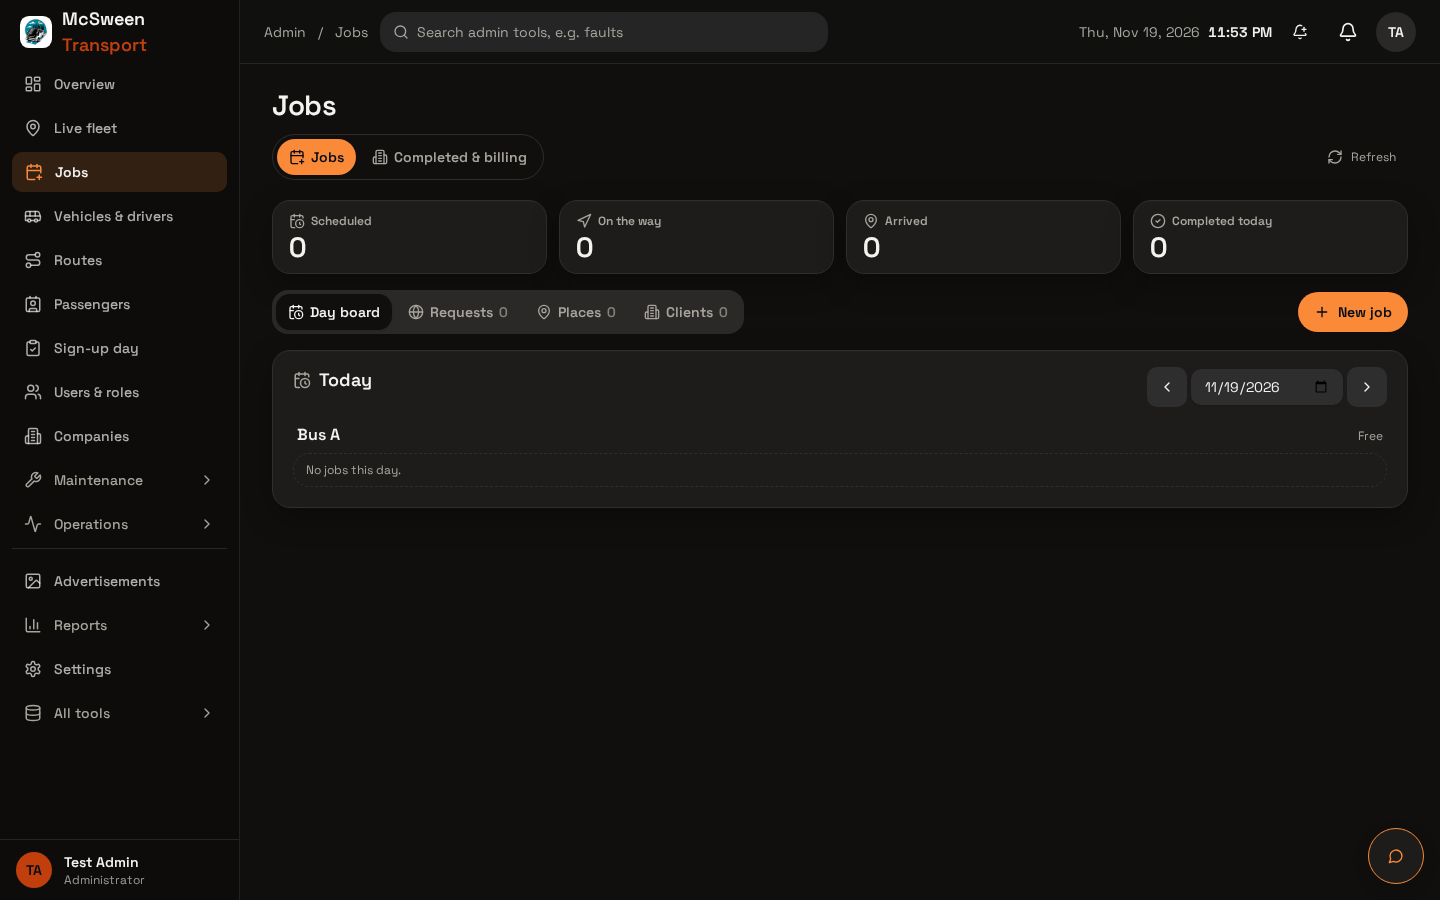 McSween
Transport
Admin / Jobs
Search admin tools, e.g. faults
Thu, Nov 19, 2026 11:53 PM
TA
Overview
Live fleet
Jobs
Vehicles & drivers
Routes
Passengers
Sign-up day
Users & roles
Companies
Maintenance
Operations
Advertisements
Reports
Settings
All tools
TA
Test Admin
Administrator
Jobs
Jobs
Completed & billing
Refresh
Scheduled
0
On the way
0
Arrived
0
Completed today
0
Day board
Requests 0
Places 0
Clients 0
New job
Today
11/19/2026
Bus A
Free
No jobs this day.